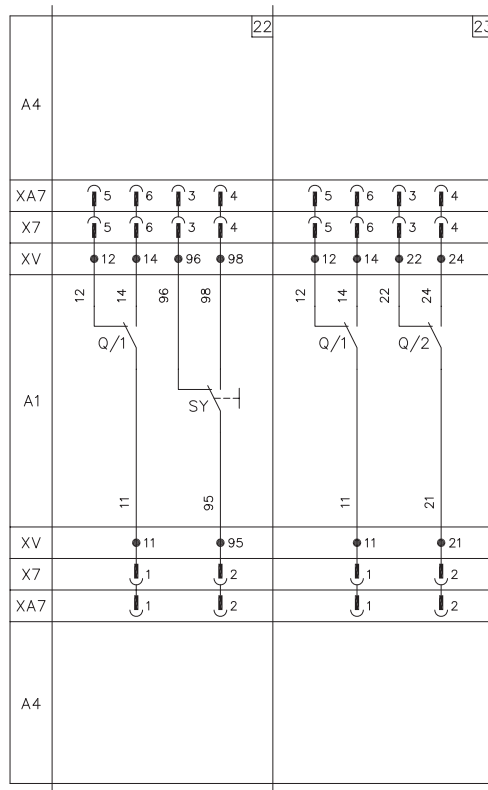 22 23
A4
XA7 5 6 3 4 5 6 3 4
X7 5 6 3 4 5 6 3 4
XV 12 14 96 98 12 14 22 24
12 14 96 98 12 14 22 24
Q/1 Q/1 Q/2
A1 SY
11 95 11 21
XV 11 95 11 21
X7 1 2 1 2
XA7 1 2 1 2
A4